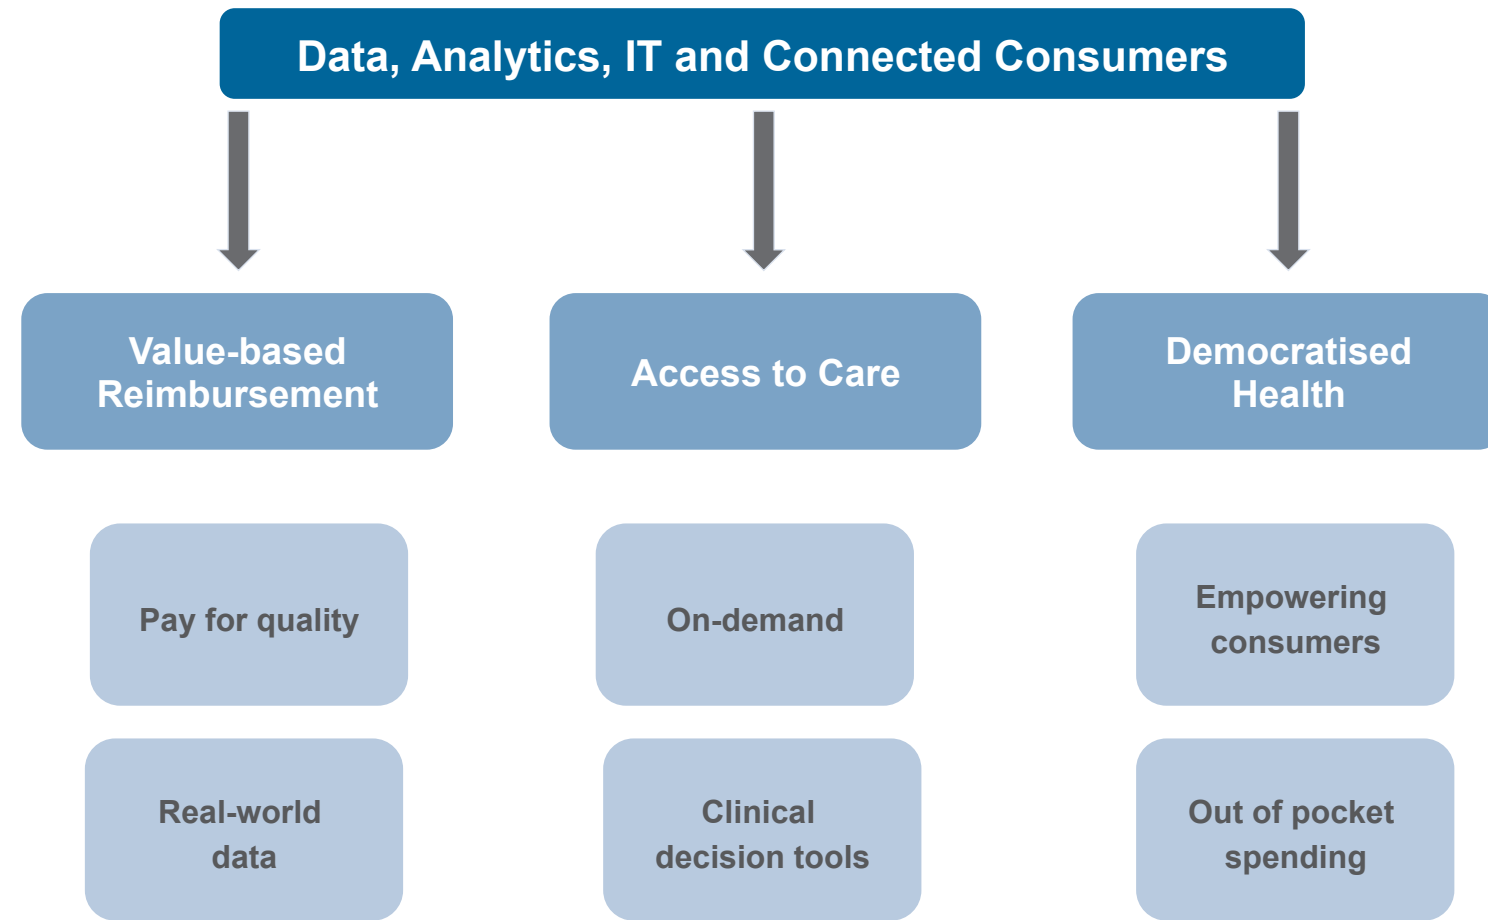 Data, Analytics, IT and Connected Consumers
Value-based
Reimbursement
Access to Care
Democratised
Health
Pay for quality
On-demand
Empowering
consumers
Real-world
data
Clinical
decision tools
Out of pocket
spending